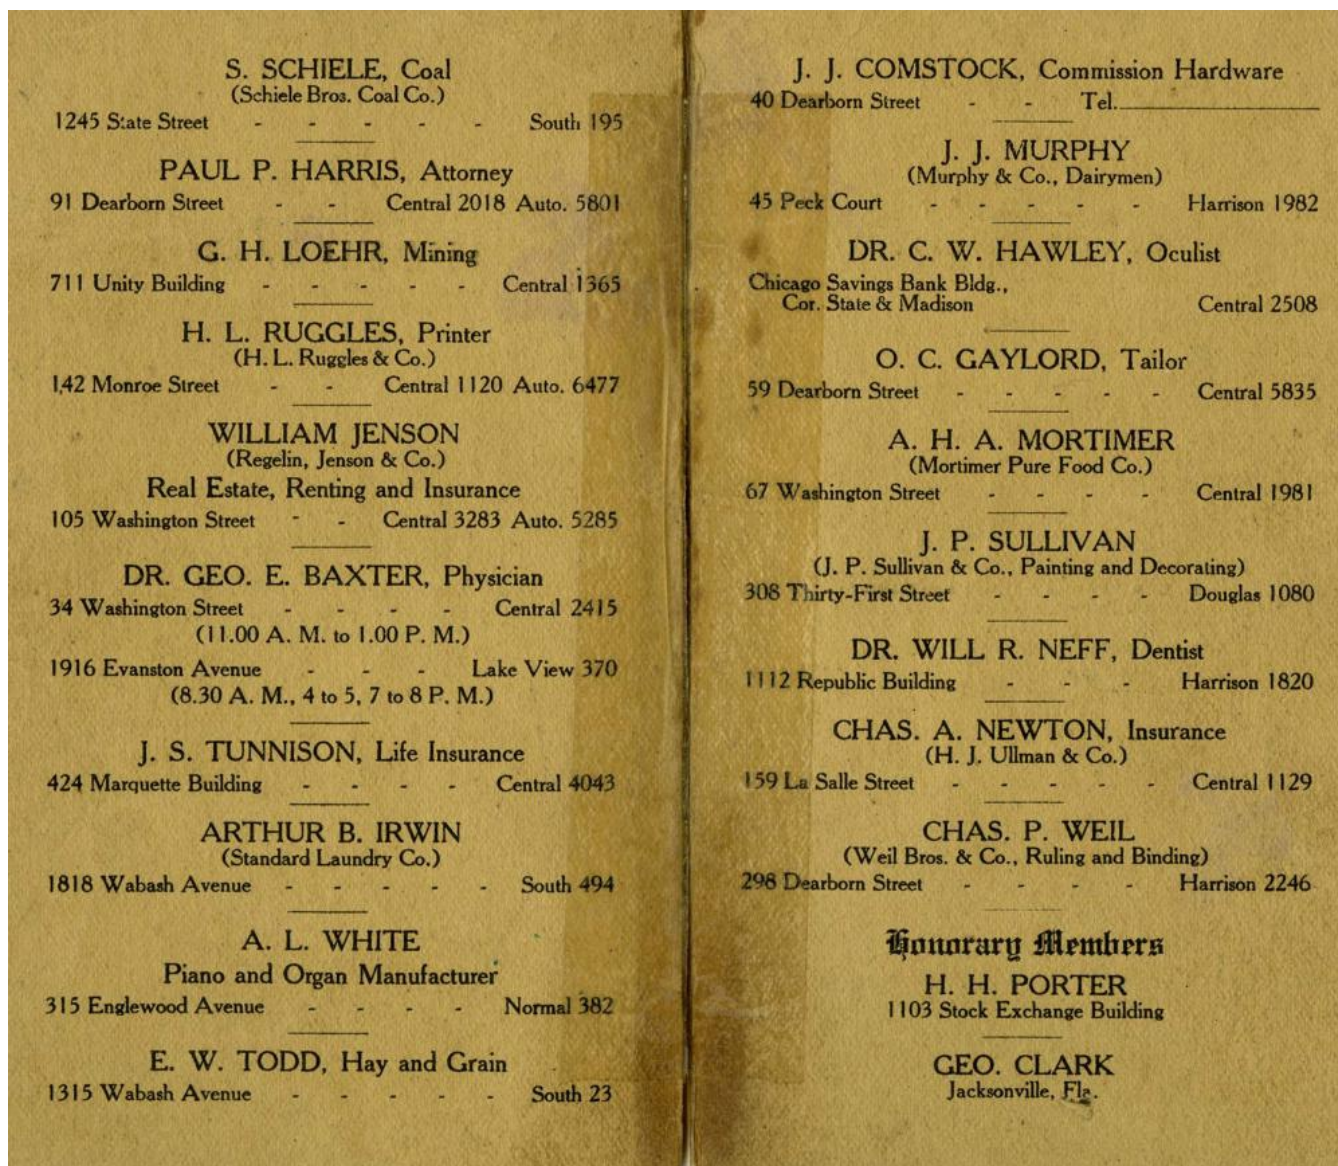 S. SCHIELE, Coal
(Schiele Bros. Coal Co.)
1245 State Street - - - - - South 195
PAUL P. HARRIS, Attorney
91 Dearborn Street - - Central 2018 Auto. 5801
G. H. LOEHR, Mining
711 Unity Building - - - - - Central 1365
H. L. RUGGLES, Printer
(H. L. Ruggles & Co.)
142 Monroe Street - - Central 1120 Auto. 6477
WILLIAM JENSON
(Regelin, Jenson & Co.)
Real Estate, Renting and Insurance
105 Washington Street - - Central 3283 Auto. 5285
DR. GEO. E. BAXTER, Physician
34 Washington Street - - - - Central 2415
(11.00 A. M. to 1.00 P. M.)
1916 Evanston Avenue - - - Lake View 370
(8.30 A. M., 4 to 5, 7 to 8 P. M.)
J. S. TUNNISON, Life Insurance
424 Marquette Building - - - - Central 4043
ARTHUR B. IRWIN
(Standard Laundry Co.)
1818 Wabash Avenue - - - - - South 494
A. L. WHITE
Piano and Organ Manufacturer
315 Englewood Avenue - - - - Normal 382
E. W. TODD, Hay and Grain
1315 Wabash Avenue - - - - - South 23
J. J. COMSTOCK, Commission Hardware
40 Dearborn Street - - Tel.
J. J. MURPHY
(Murphy & Co., Dairymen)
45 Peck Court - - - - - Harrison 1982
DR. C. W. HAWLEY, Oculist
Chicago Savings Bank Bldg.,
Cor. State & Madison Central 2508
O. C. GAYLORD, Tailor
59 Dearborn Street - - - - - Central 5835
A. H. A. MORTIMER
(Mortimer Pure Food Co.)
67 Washington Street - - - - Central 1981
J. P. SULLIVAN
(J. P. Sullivan & Co., Painting and Decorating)
308 Thirty-First Street - - - - Douglas 1080
DR. WILL R. NEFF, Dentist
1112 Republic Building - - - Harrison 1820
CHAS. A. NEWTON, Insurance
(H. J. Ullman & Co.)
159 La Salle Street - - - - - Central 1129
CHAS. P. WEIL
(Weil Bros. & Co., Ruling and Binding)
298 Dearborn Street - - - - Harrison 2246
Honorary Members
H. H. PORTER
1103 Stock Exchange Building
GEO. CLARK
Jacksonville, Fla.